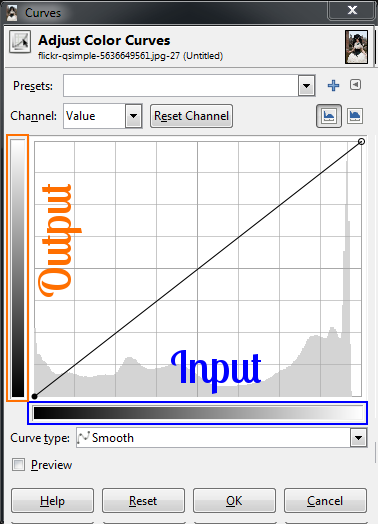 Curves
Adjust Color Curves
flickr-qsimple-5636649561.jpg-27 (Untitled)
Presets:
Channel: Value Reset Channel
Output
Input
Curve type: Smooth
Preview
Help Reset OK Cancel